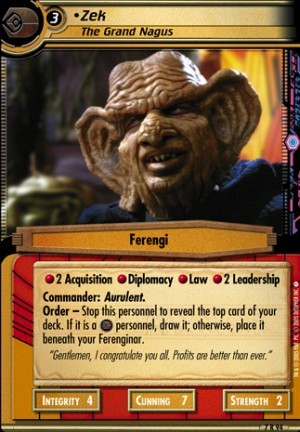 3
•Zek
The Grand Nagus
Ferengi
2 Acquisition Diplomacy Law 2 Leadership
Commander: Aurulent.
Order – Stop this personnel to reveal the top card of your
deck. If it is a personnel, draw it; otherwise, place it
beneath your Ferenginar.
“Gentlemen, I congratulate you all. Profits are better than ever.”
INTEGRITY 4 CUNNING 7 STRENGTH 2
7 R 94